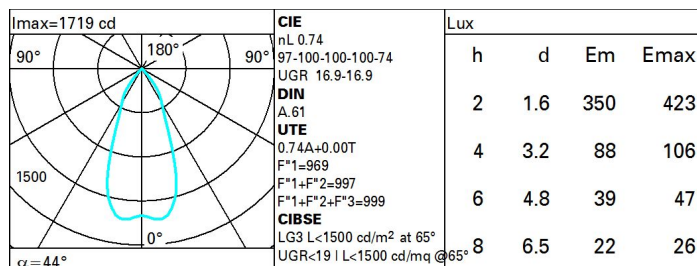 Imax=1719 cd
90°
180°
90°
1500
0°
α=44°
CIE
nL 0.74
97-100-100-100-74
UGR 16.9-16.9
DIN
A.61
UTE
0.74A+0.00T
F"1=969
F"1+F"2=997
F"1+F"2+F"3=999
CIBSE
LG3 L<1500 cd/m² at 65°
UGR<19 | L<1500 cd/mq @65°
Lux
h d Em Emax
2 1.6 350 423
4 3.2 88 106
6 4.8 39 47
8 6.5 22 26